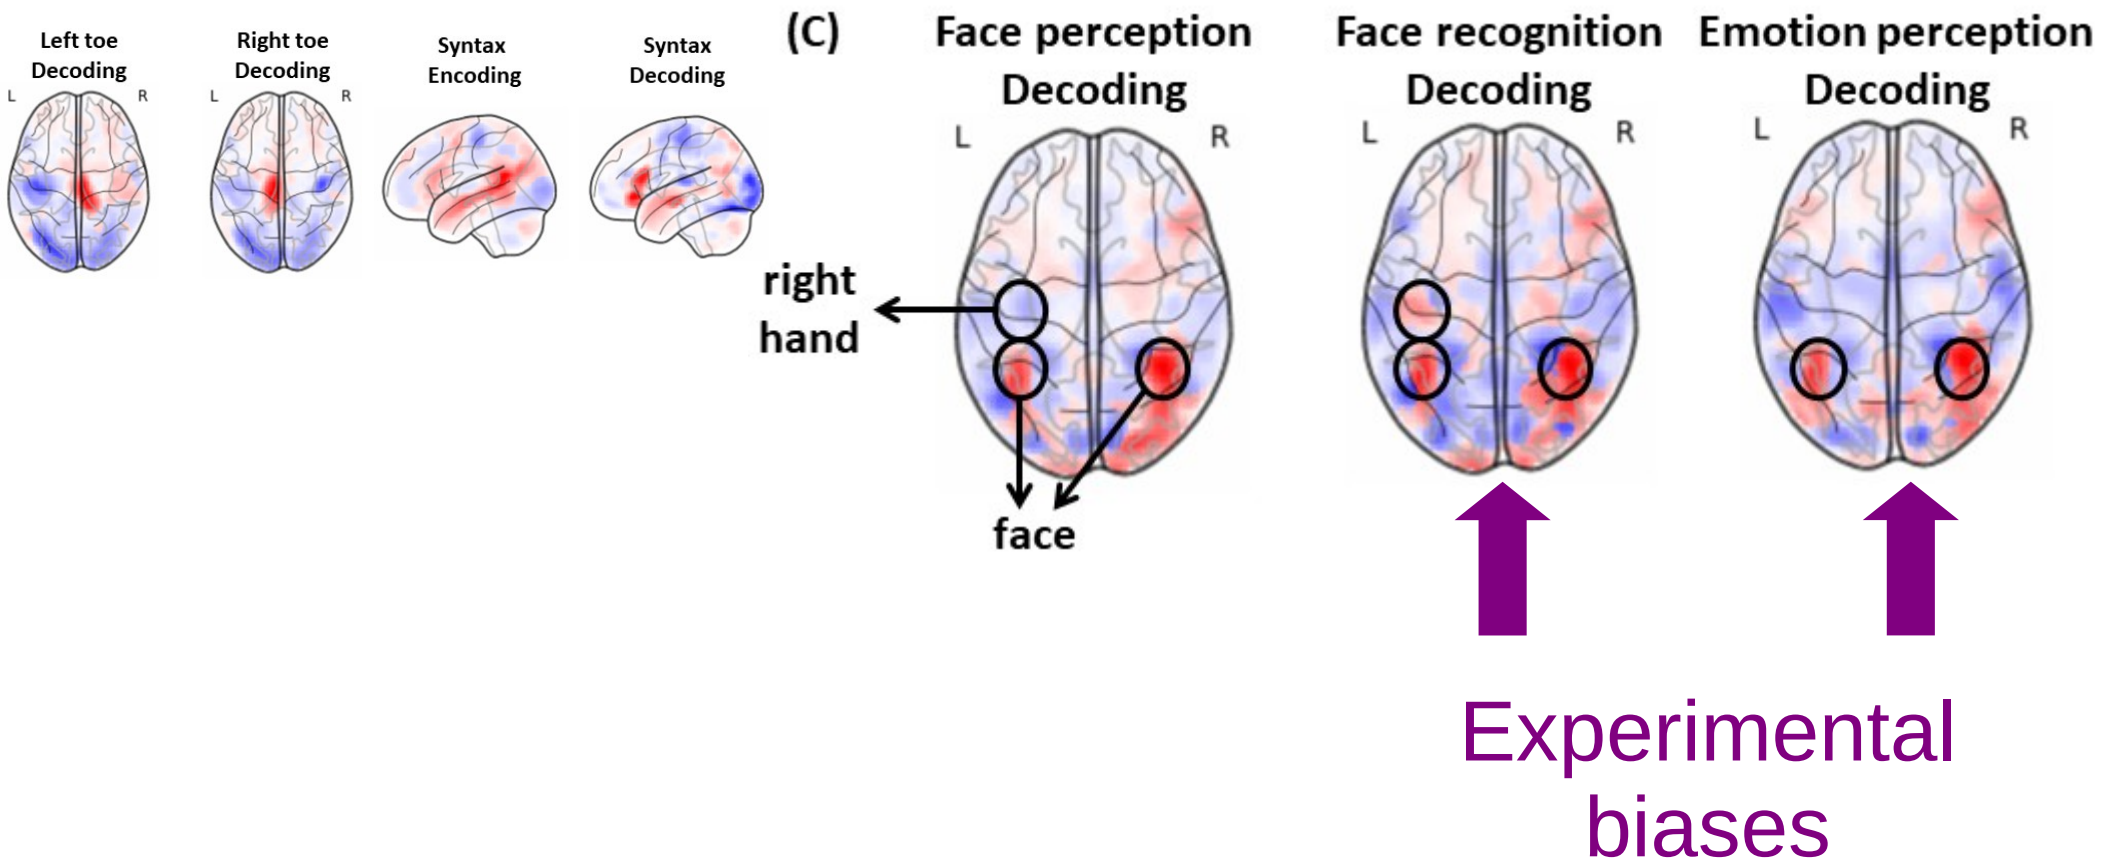 Left toe
Decoding
L R
Right toe
Decoding
L R
Syntax
Encoding
Syntax
Decoding
(C)
Face perception
Decoding
L R
right
hand
face
Face recognition
Decoding
L R
Emotion perception
Decoding
L R
Experimental
biases